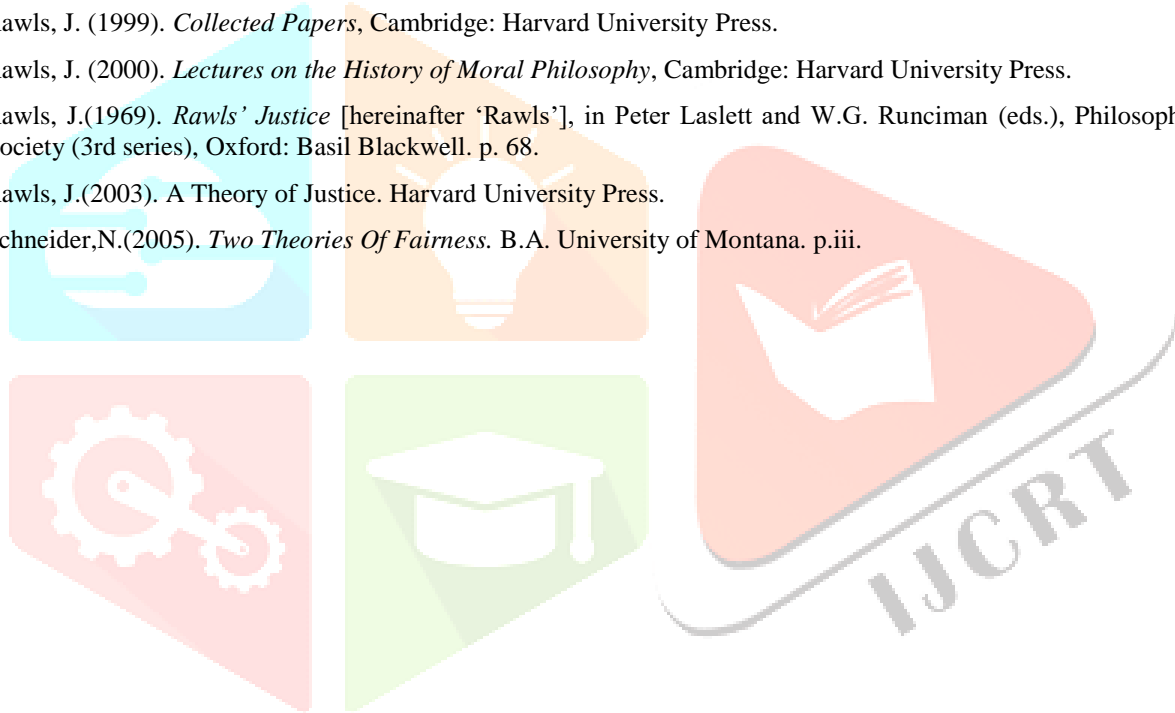 awls, J. (1999). Collected Papers, Cambridge: Harvard University Press.
awls, J. (2000). Lectures on the History of Moral Philosophy, Cambridge: Harvard University Press.
awls, J.(1969). Rawls’ Justice [hereinafter ‘Rawls’], in Peter Laslett and W.G. Runciman (eds.), Philosoph
ociety (3rd series), Oxford: Basil Blackwell. p. 68.
awls, J.(2003). A Theory of Justice. Harvard University Press.
chneider,N.(2005). Two Theories Of Fairness. B.A. University of Montana. p.iii.
IJCRT